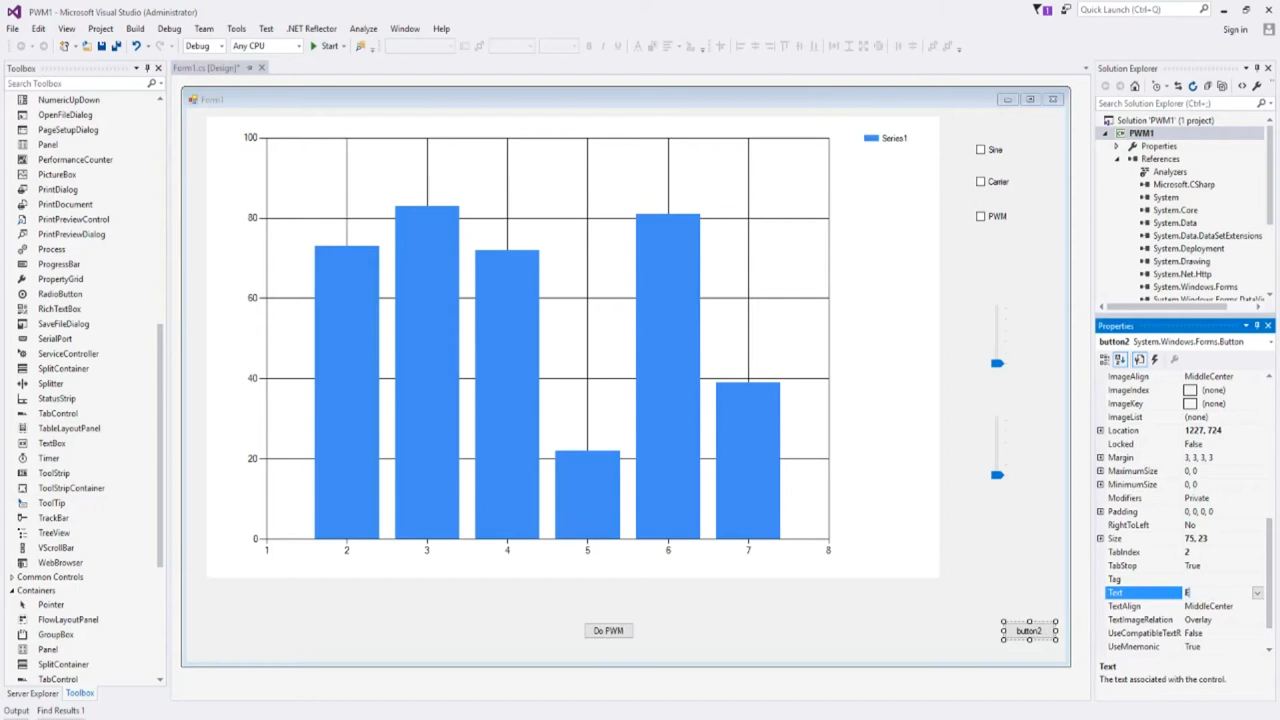 PWM1 - Microsoft Visual Studio (Administrator)
Quick Launch (Ctrl+;)
File Edit View Project Build Debug Team Tools Test .NET Reflector Analyze Window Help
Sign in
Debug Any CPU Start
Toolbox
Search Toolbox
NumericUpDown
OpenFileDialog
PageSetupDialog
Panel
PerformanceCounter
PictureBox
PrintDialog
PrintDocument
PrintPreviewControl
PrintPreviewDialog
Process
ProgressBar
PropertyGrid
RadioButton
RichTextBox
SaveFileDialog
SerialPort
ServiceController
SplitContainer
Splitter
StatusStrip
TabControl
TableLayoutPanel
TextBox
Timer
ToolStrip
ToolStripContainer
ToolTip
TrackBar
TreeView
VScrollBar
WebBrowser
Common Controls
Containers
Pointer
FlowLayoutPanel
GroupBox
Panel
SplitContainer
TabControl
Server Explorer Toolbox
Output Find Results 1
Form1.cs [Design]*
Form1
100
80
60
40
20
0
1 2 3 4 5 6 7 8
Series1
Sine
Carrier
PWM
Do PWM
button2
Solution Explorer
Search Solution Explorer (Ctrl+;)
Solution 'PWM1' (1 project)
PWM1
Properties
References
Analyzers
Microsoft.CSharp
System
System.Core
System.Data
System.Data.DataSetExtensions
System.Deployment
System.Drawing
System.Net.Http
System.Windows.Forms
System.Windows.Forms.DataVi
Properties
button2 System.Windows.Forms.Button
ImageAlign MiddleCenter
ImageIndex (none)
ImageKey (none)
ImageList (none)
Location 1227, 724
Locked False
Margin 3, 3, 3, 3
MaximumSize 0, 0
MinimumSize 0, 0
Modifiers Private
Padding 0, 0, 0, 0
RightToLeft No
Size 75, 23
TabIndex 2
TabStop True
Tag
Text E
TextAlign MiddleCenter
TextImageRelation Overlay
UseCompatibleTextR False
UseMnemonic True
Text
The text associated with the control.